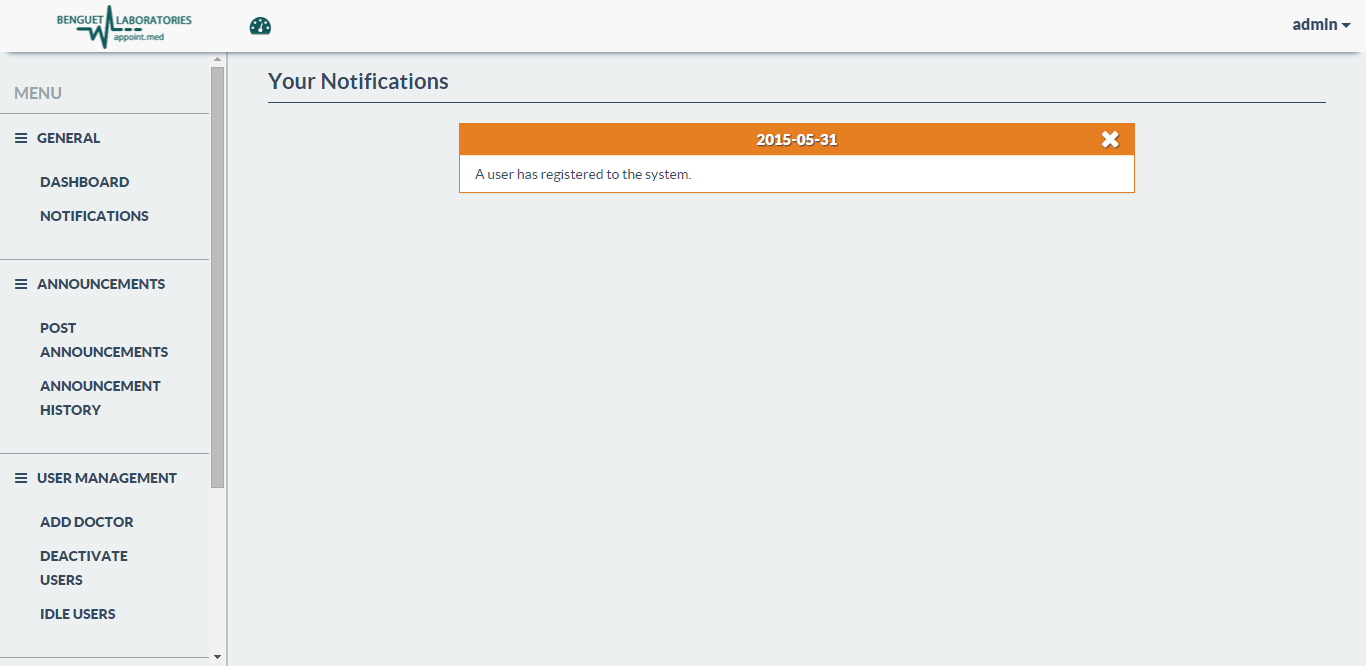 BENGUET LABORATORIES
appoint.med
admin
MENU
GENERAL
DASHBOARD
NOTIFICATIONS
ANNOUNCEMENTS
POST
ANNOUNCEMENTS
ANNOUNCEMENT
HISTORY
USER MANAGEMENT
ADD DOCTOR
DEACTIVATE
USERS
IDLE USERS
Your Notifications
2015-05-31
A user has registered to the system.